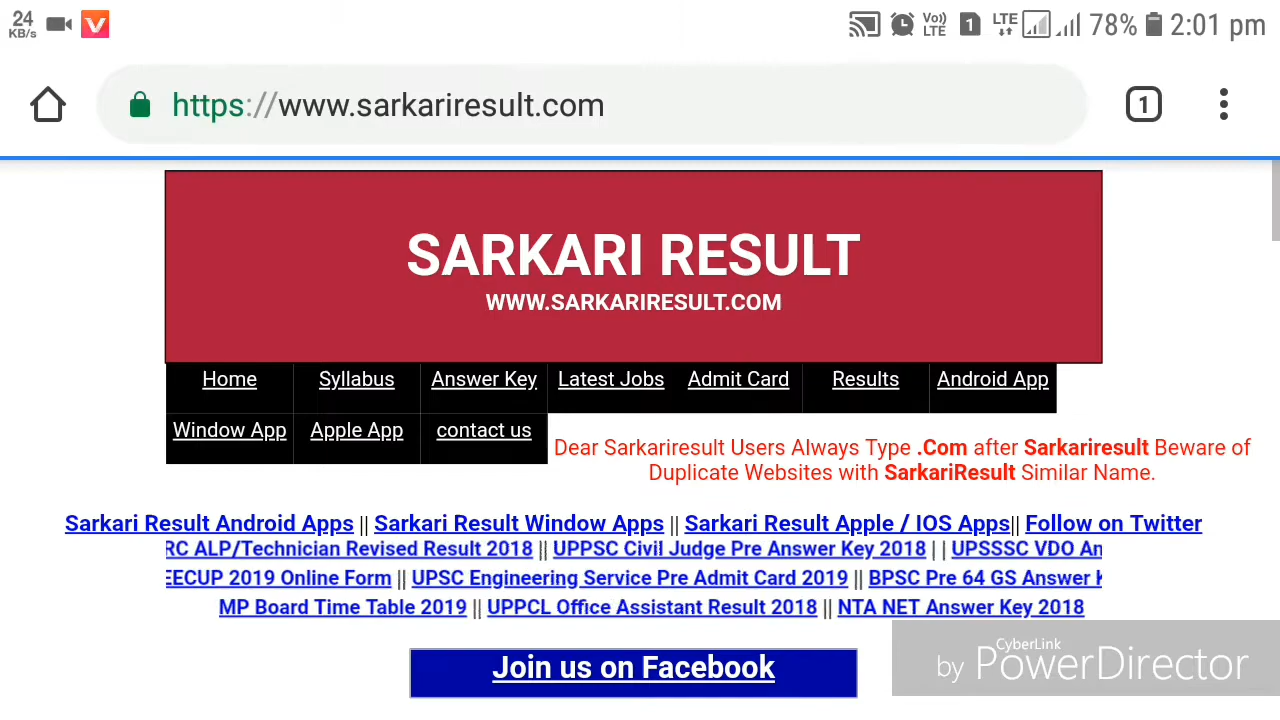 24 KB/s V Vo)) LTE 1 LTE 78% 2:01 pm
https://www.sarkariresult.com 1
SARKARI RESULT
WWW.SARKARIRESULT.COM
Home Syllabus Answer Key Latest Jobs Admit Card Results Android App
Window App Apple App contact us
Dear Sarkariresult Users Always Type .Com after Sarkariresult Beware of
Duplicate Websites with SarkariResult Similar Name.
Sarkari Result Android Apps || Sarkari Result Window Apps || Sarkari Result Apple / IOS Apps|| Follow on Twitter
RC ALP/Technician Revised Result 2018 || UPPSC Civil Judge Pre Answer Key 2018 | | UPSSSC VDO An
EECUP 2019 Online Form || UPSC Engineering Service Pre Admit Card 2019 || BPSC Pre 64 GS Answer K
MP Board Time Table 2019 || UPPCL Office Assistant Result 2018 || NTA NET Answer Key 2018
Join us on Facebook
CyberLink
by PowerDirector